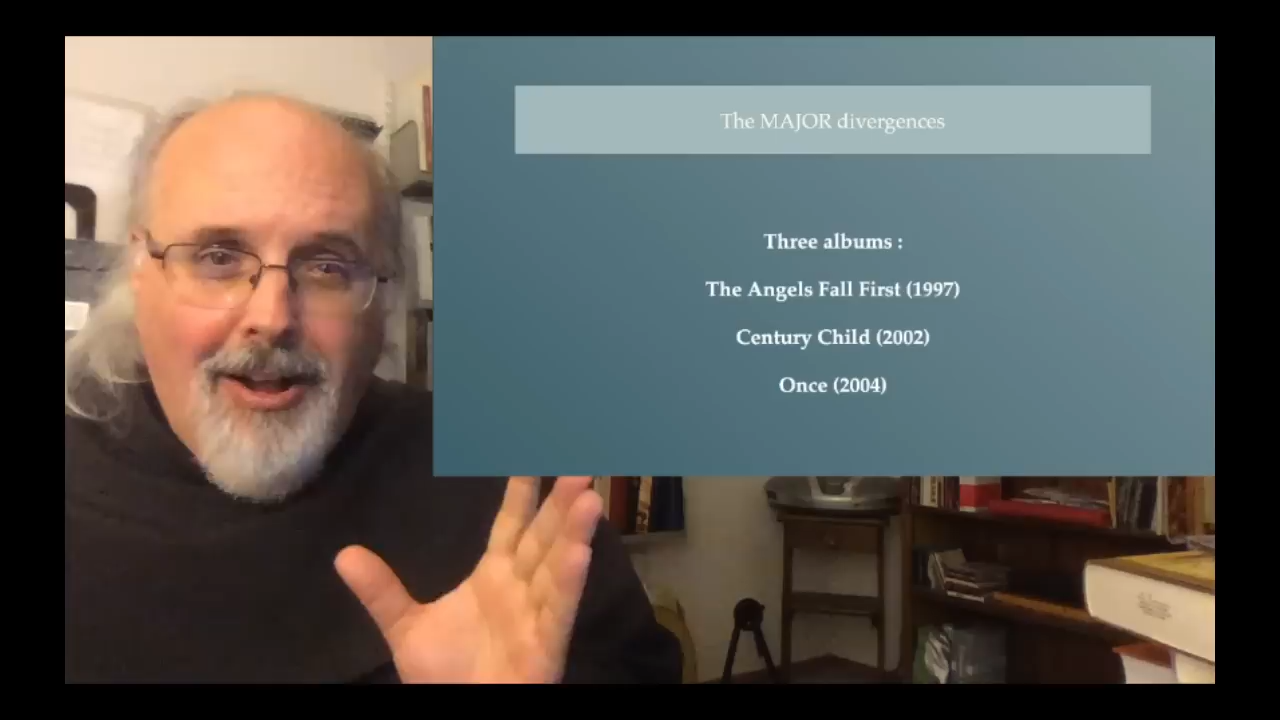 The MAJOR divergences
Three albums :
The Angels Fall First (1997)
Century Child (2002)
Once (2004)